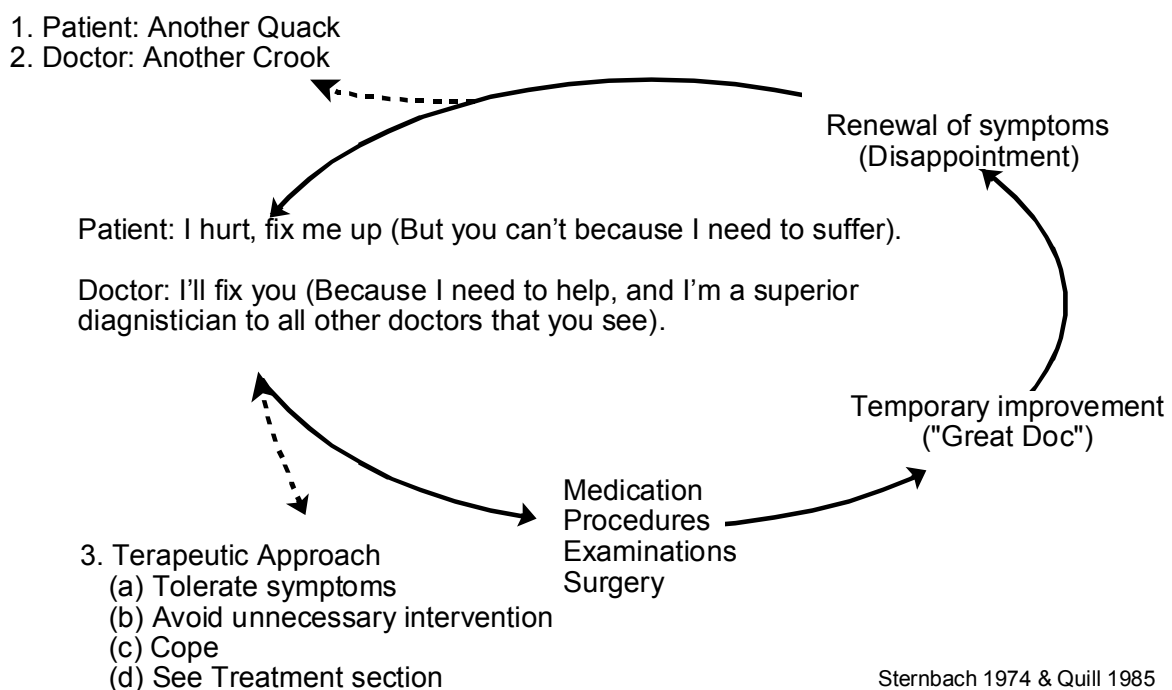 1. Patient: Another Quack
2. Doctor: Another Crook
Renewal of symptoms
(Disappointment)
Patient: I hurt, fix me up (But you can't because I need to suffer).
Doctor: I'll fix you (Because I need to help, and I'm a superior
diagnistician to all other doctors that you see).
Temporary improvement
("Great Doc")
Medication
Procedures
Examinations
Surgery
3. Terapeutic Approach
(a) Tolerate symptoms
(b) Avoid unnecessary intervention
(c) Cope
(d) See Treatment section
Sternbach 1974 & Quill 1985